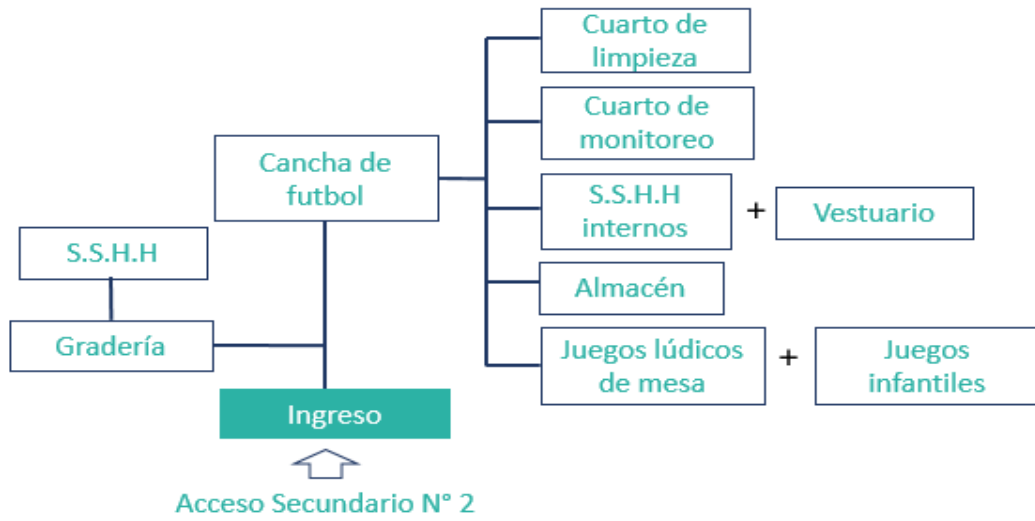 Cuarto de
limpieza
Cuarto de
monitoreo
Cancha de
futbol
S.S.H.H
internos
+
Vestuario
S.S.H.H
Almacén
Gradería
Juegos lúdicos
de mesa
+
Juegos
infantiles
Ingreso
Acceso Secundario N° 2